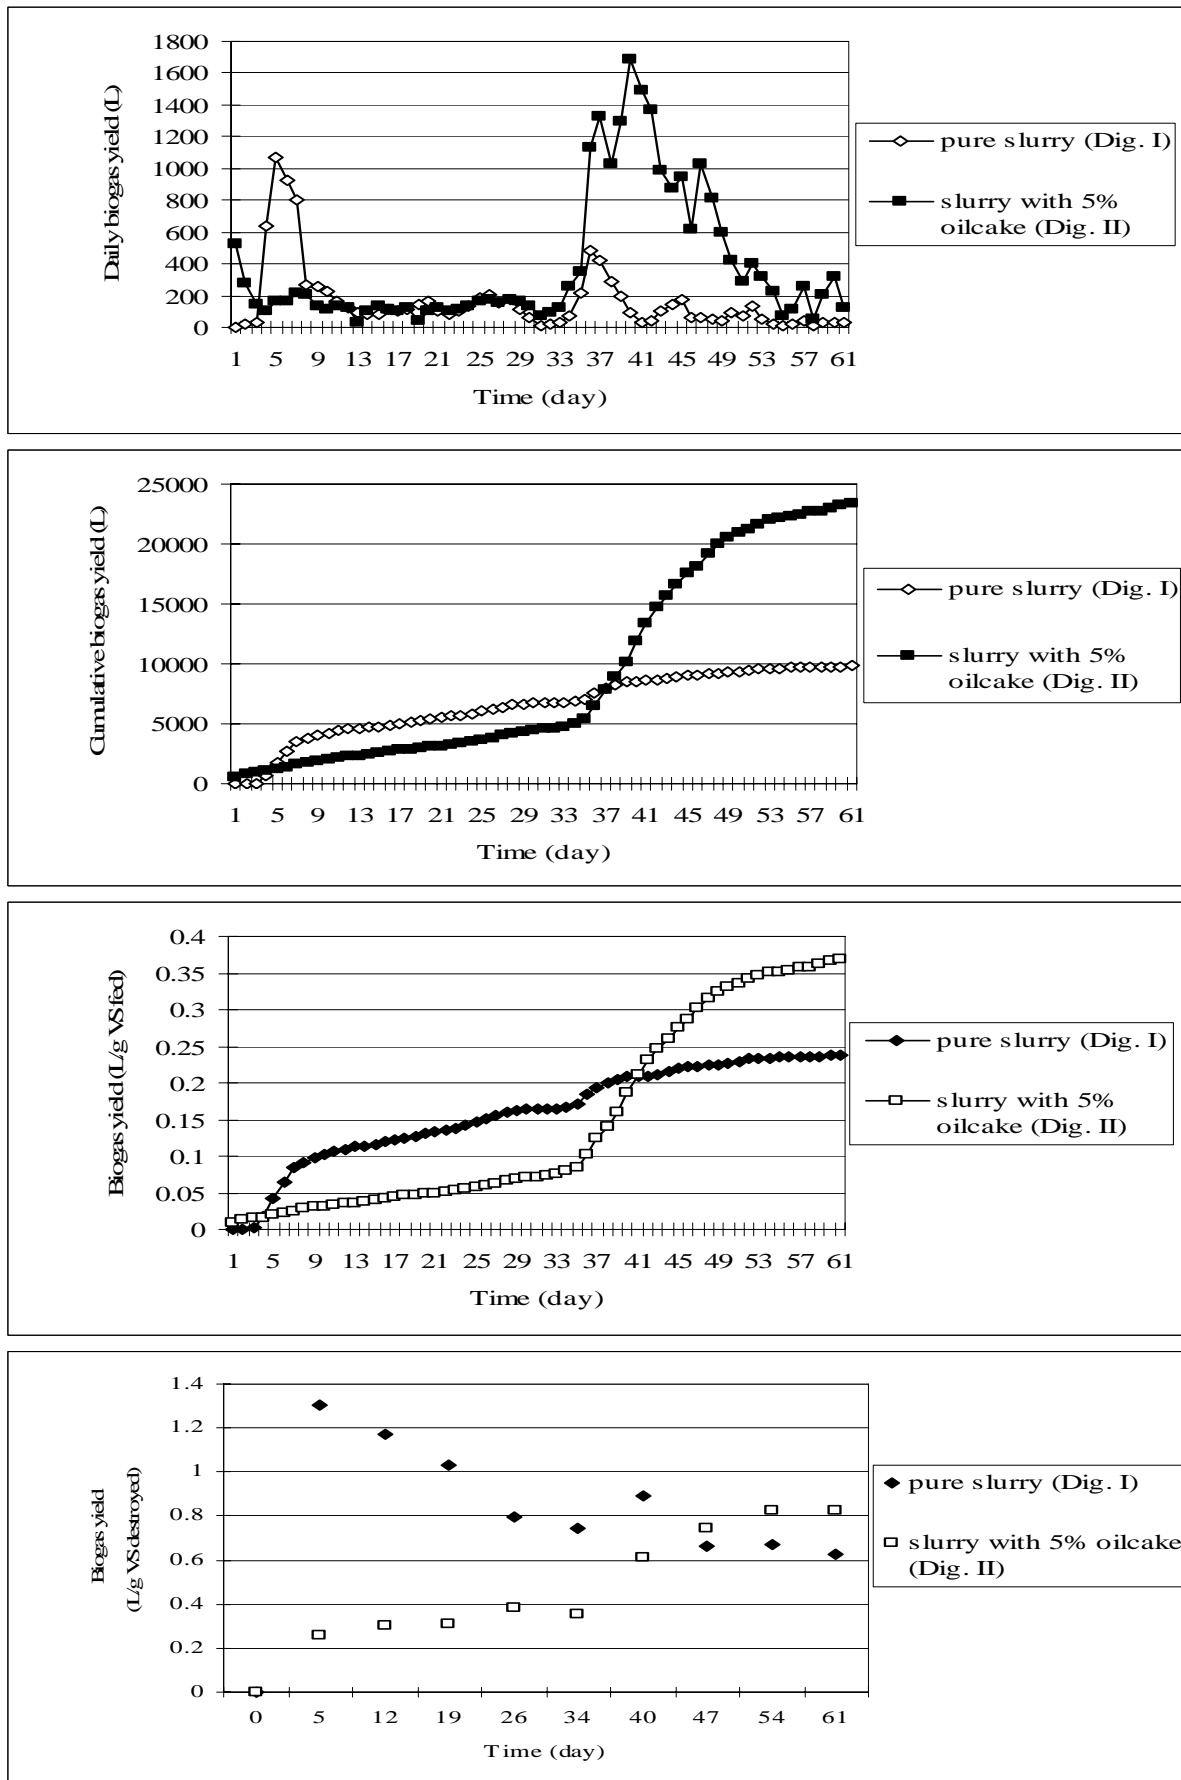 Daily biogas yield (L)
1800
1600
1400
1200
1000
800
600
400
200
0
1 5 9 13 17 21 25 29 33 37 41 45 49 53 57 61
Time (day)
pure slurry (Dig. I)
slurry with 5%
oilcake (Dig. II)
Cumulative biogas yield (L)
25000
20000
15000
10000
5000
0
1 5 9 13 17 21 25 29 33 37 41 45 49 53 57 61
Time (day)
pure slurry (Dig. I)
slurry with 5%
oilcake (Dig. II)
Biogas yield (L/g VS fed)
0.4
0.35
0.3
0.25
0.2
0.15
0.1
0.05
0
1 5 9 13 17 21 25 29 33 37 41 45 49 53 57 61
Time (day)
pure slurry (Dig. I)
slurry with 5%
oilcake (Dig. II)
Biogas yield
(L/g VS destroyed)
1.4
1.2
1
0.8
0.6
0.4
0.2
0
0 5 12 19 26 34 40 47 54 61
Time (day)
pure slurry (Dig. I)
slurry with 5% oilcake
(Dig. II)